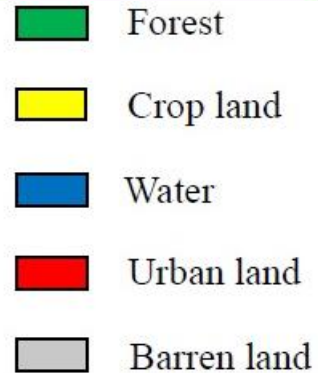 Forest
Crop land
Water
Urban land
Barren land